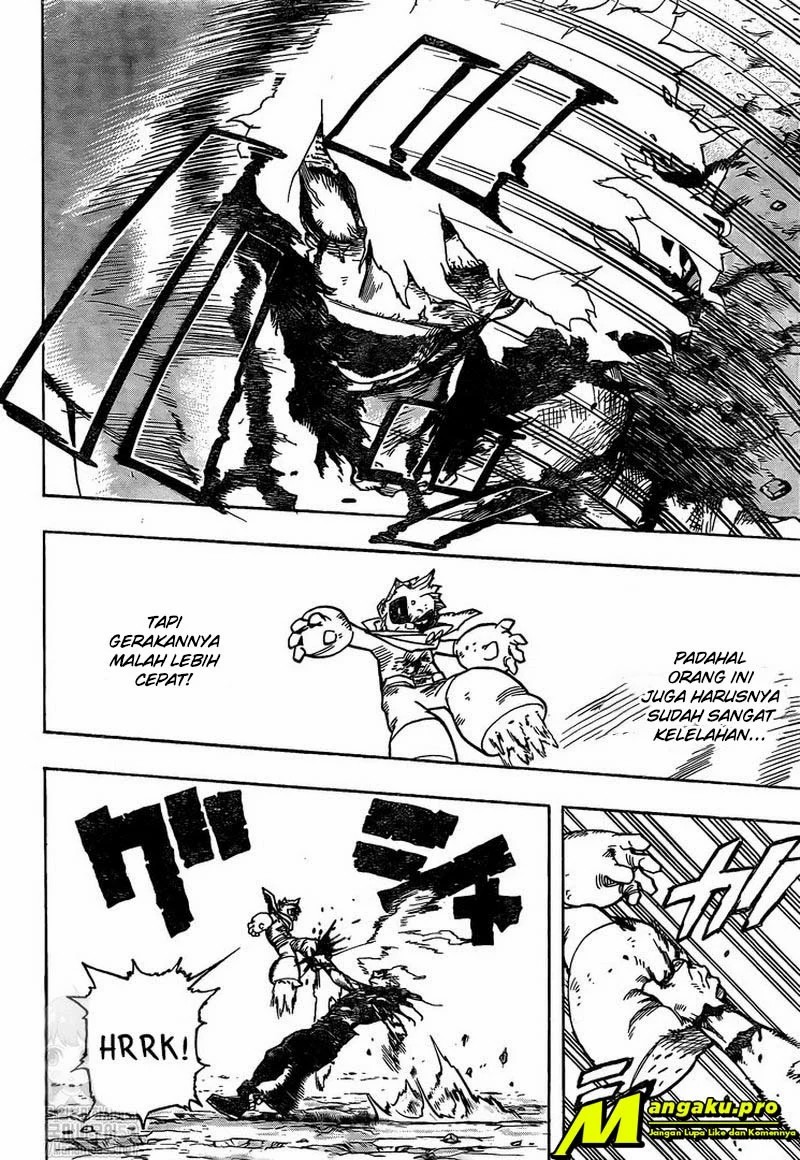 PADAHAL
ORANG INI
JUGA HARUSNYA
SUDAH SANGAT
KELELAHAN...
TAPI
GERAKANNYA
MALAH LEBIH
CEPAT!
ガシ
グシャ
HRRK!
Mangaku.pro
Jangan Lupa Like dan Komennya